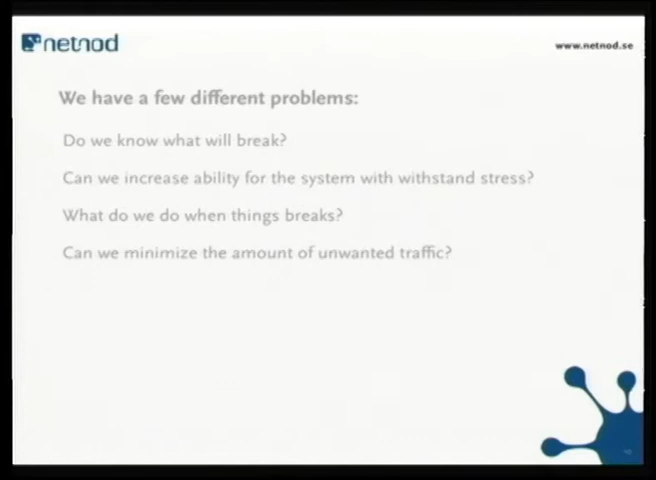 netnod
www.netnod.se
We have a few different problems:
Do we know what will break?
Can we increase ability for the system with withstand stress?
What do we do when things breaks?
Can we minimize the amount of unwanted traffic?